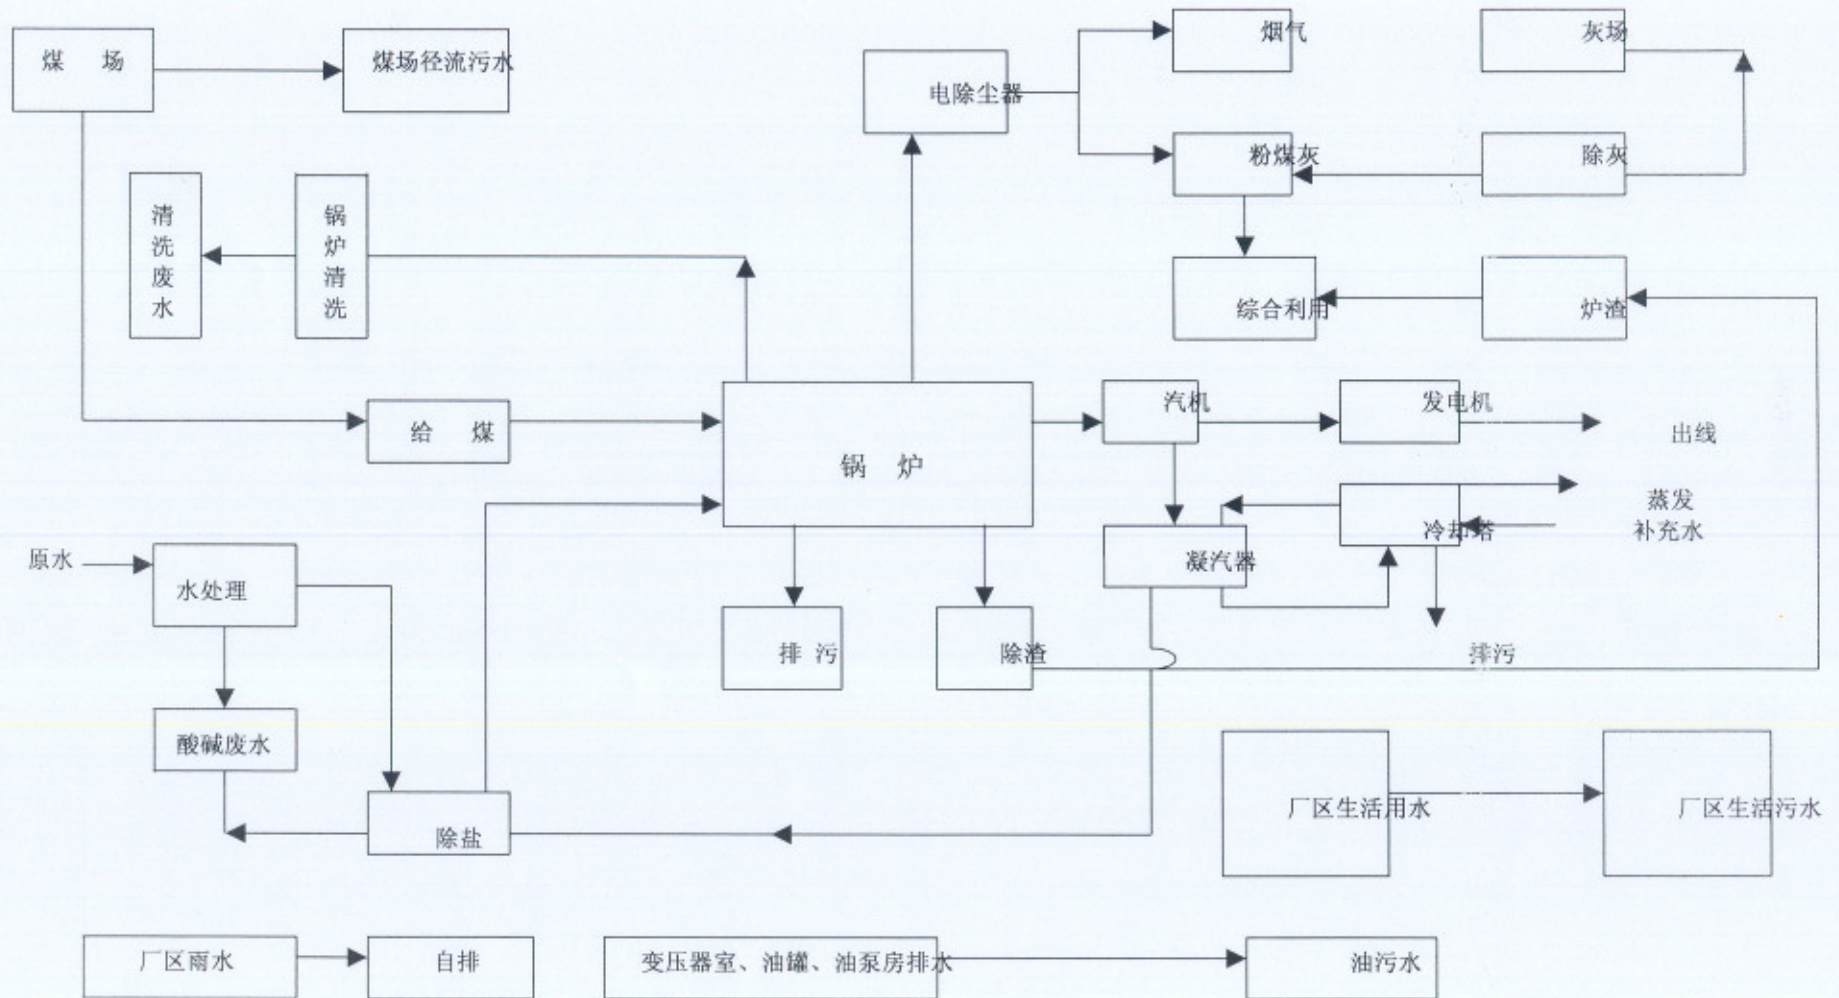 煤 场
煤场径流污水
电除尘器
烟气
灰场
粉煤灰
除灰
清洗废水
锅炉清洗
综合利用
炉渣
给 煤
锅 炉
汽机
发电机
出线
蒸发
补充水
冷却塔
凝汽器
原水
水处理
排 污
除渣
排污
酸碱废水
除盐
厂区生活用水
厂区生活污水
厂区雨水
自排
变压器室、油罐、油泵房排水
油污水